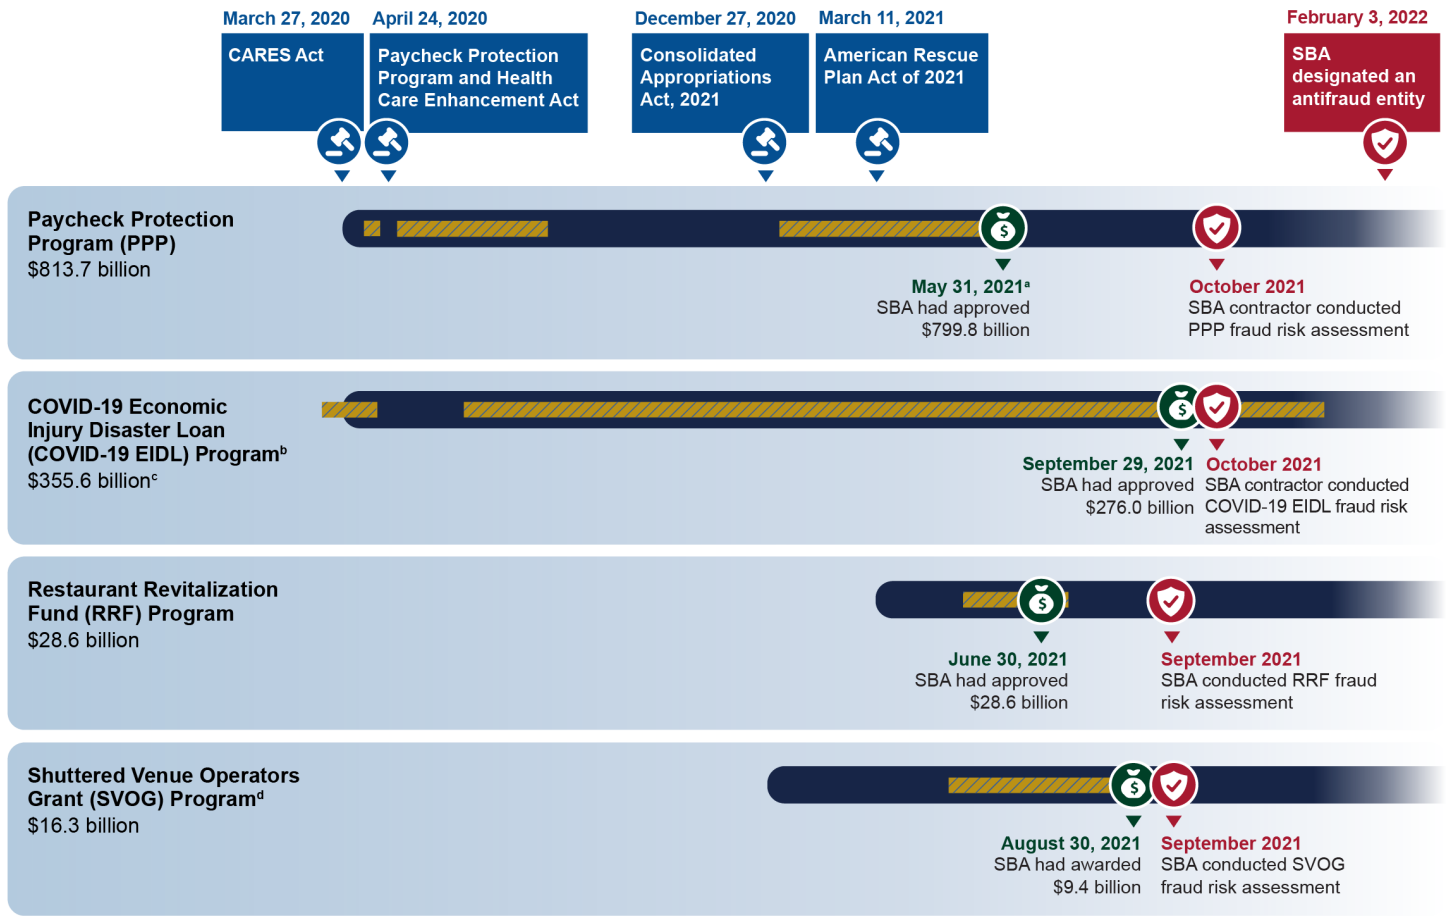 March 27, 2020
CARES Act
April 24, 2020
Paycheck Protection
Program and Health
Care Enhancement Act
December 27, 2020
Consolidated
Appropriations
Act, 2021
March 11, 2021
American Rescue
Plan Act of 2021
February 3, 2022
SBA
designated an
antifraud entity
Paycheck Protection
Program (PPP)
$813.7 billion
$
May 31, 2021ᵃ
SBA had approved
$799.8 billion
October 2021
SBA contractor conducted
PPP fraud risk assessment
COVID-19 Economic
Injury Disaster Loan
(COVID-19 EIDL) Programᵇ
$355.6 billionᶜ
$
September 29, 2021
SBA had approved
$276.0 billion
October 2021
SBA contractor conducted
COVID-19 EIDL fraud risk
assessment
Restaurant Revitalization
Fund (RRF) Program
$28.6 billion
$
June 30, 2021
SBA had approved
$28.6 billion
September 2021
SBA conducted RRF fraud
risk assessment
Shuttered Venue Operators
Grant (SVOG) Programᵈ
$16.3 billion
$
August 30, 2021
SBA had awarded
$9.4 billion
September 2021
SBA conducted SVOG
fraud risk assessment